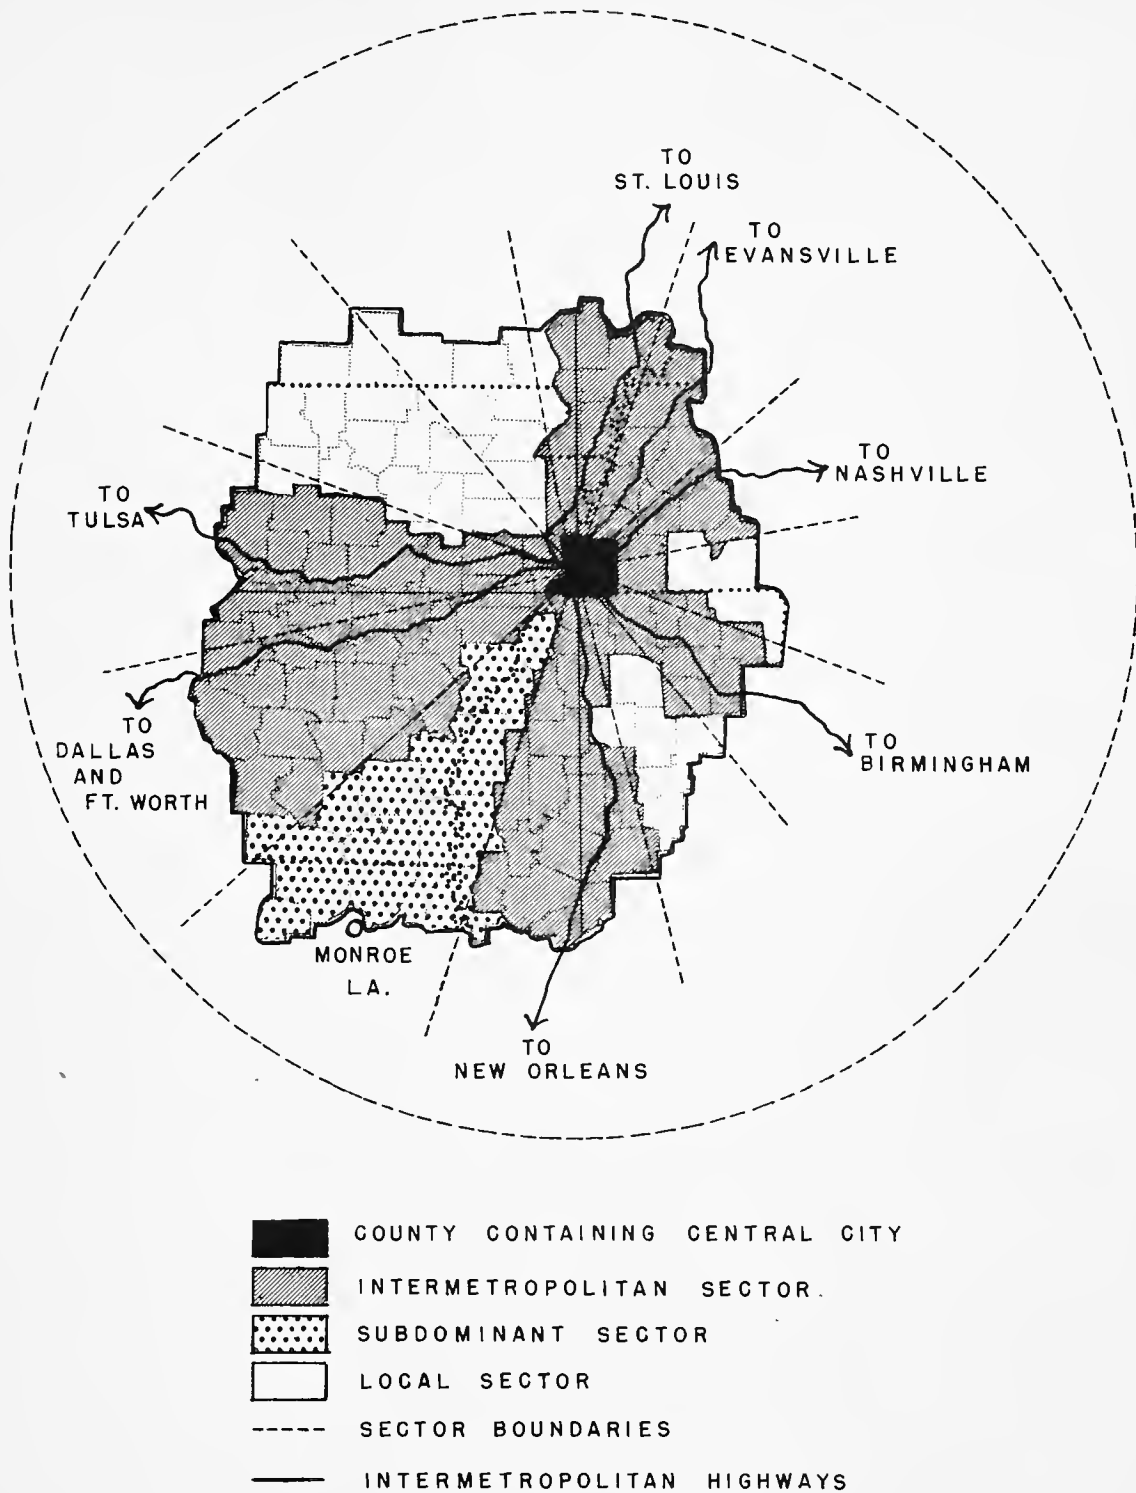 TO
ST. LOUIS
TO
EVANSVILLE
TO
NASHVILLE
TO
TULSA
TO
DALLAS
AND
FT. WORTH
TO
BIRMINGHAM
MONROE
LA.
TO
NEW ORLEANS
COUNTY CONTAINING CENTRAL CITY
INTERMETROPOLITAN SECTOR.
SUBDOMINANT SECTOR
LOCAL SECTOR
SECTOR BOUNDARIES
INTERMETROPOLITAN HIGHWAYS